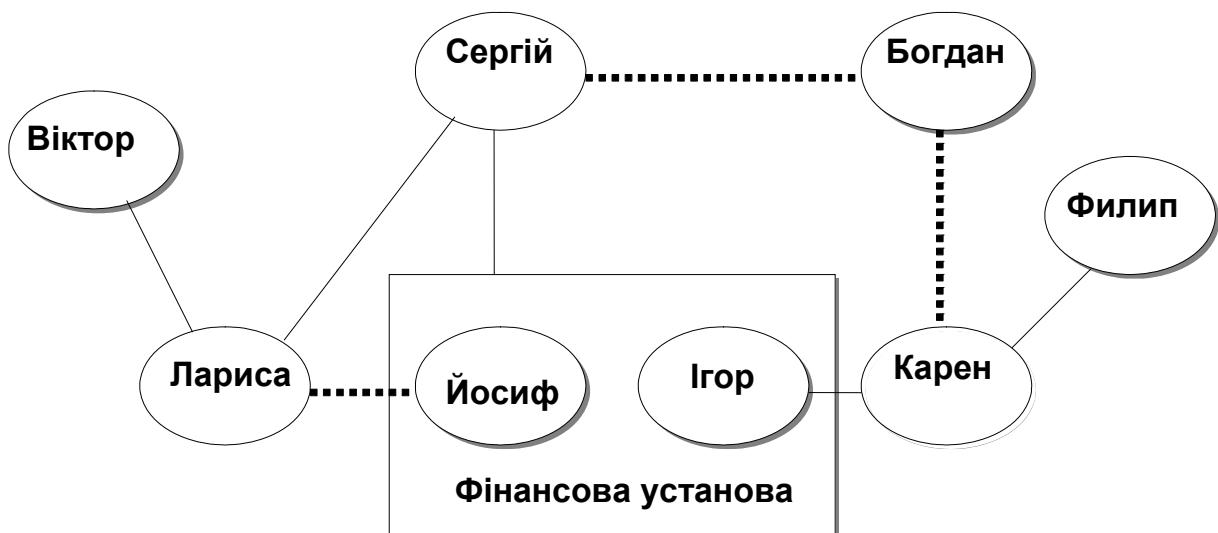 Сергій
Богдан
Віктор
Филип
Лариса
Йосиф
Ігор
Карен
Фінансова установа